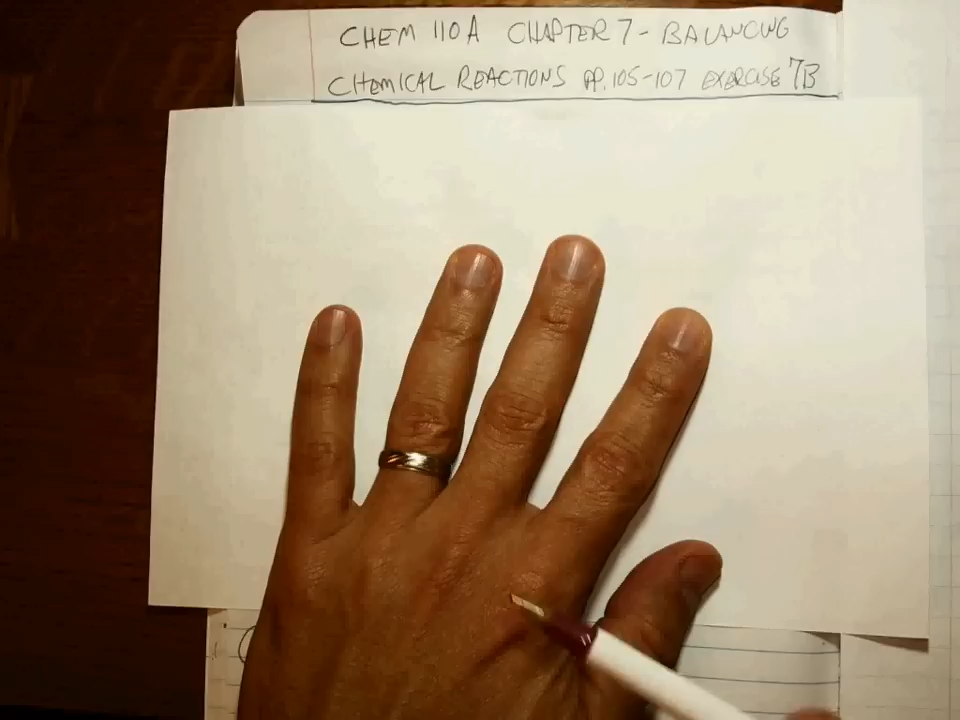 CHEM 110A CHAPTER 7 - BALANCING
CHEMICAL REACTIONS PP. 105-107 EXERCISE 7B